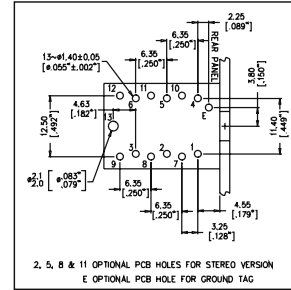 2.25
[.089"]
13-ø1.40±0.05
[ø.055"±.002"]
6.35
[.250"]
6.35
[.250"]
REAR PANEL
3.80
[.150"]
12 11 10
6 5 4
E
4.63
[.182"]
13
12.50
[.492"]
11.40
[.449"]
ø2.1
2.0
[ø.083"
.079"]
3 2 1
9 8 7
6.35
[.250"]
6.35
[.250"]
4.55
[.179"]
3.25
[.128"]
2, 5, 8 & 11 OPTIONAL PCB HOLES FOR STEREO VERSION
E OPTIONAL PCB HOLE FOR GROUND TAG